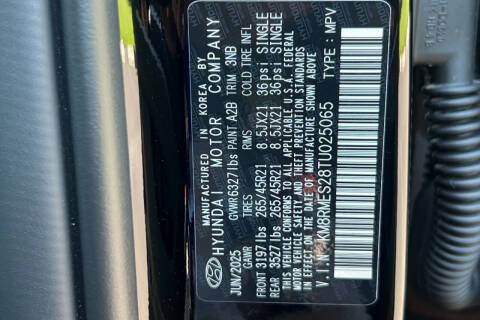 MANUFACTURED IN KOREA BY
HYUNDAI MOTOR COMPANY
JUN/2025 GVWR 6327 lbs PAINT A2B TRIM 3NB
GAWR TIRES RIMS COLD TIRE INFL
FRONT 3197 lbs 265/45R21 8.5JX21 36psi SINGLE
REAR 3527 lbs 265/45R21 8.5JX21 36psi SINGLE
THIS VEHICLE CONFORMS TO ALL APPLICABLE U.S.A. FEDERAL
MOTOR VEHICLE SAFETY AND THEFT PREVENTION STANDARDS
IN EFFECT ON THE DATE OF MANUFACTURE SHOWN ABOVE
V.I.N : KM8RMES281U025065 TYPE : MPV